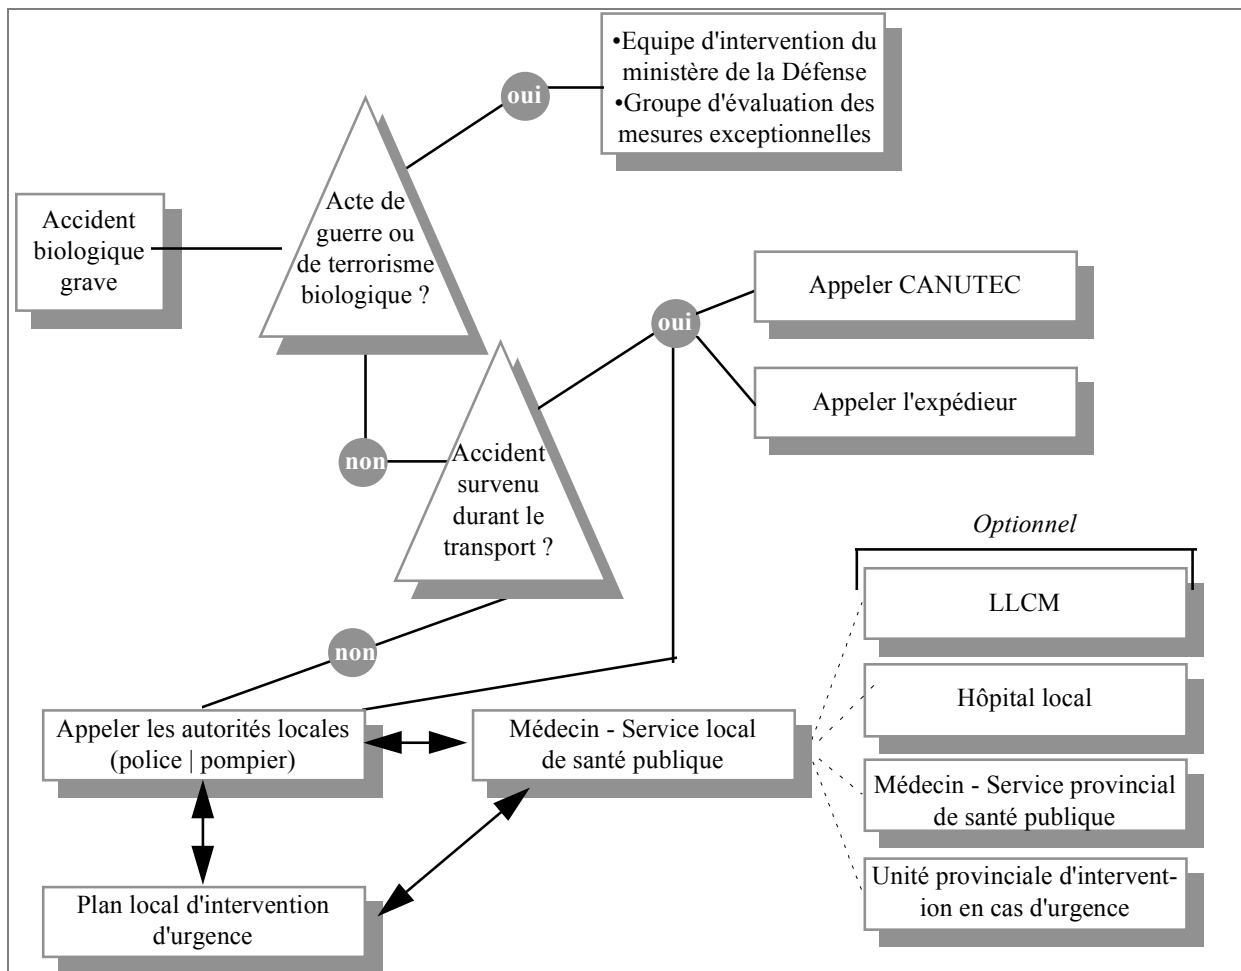 •Equipe d'intervention du
ministère de la Défense
•Groupe d'évaluation des
mesures exceptionnelles
oui
Accident
biologique
grave
Acte de
guerre ou
de terrorisme
biologique ?
Appeler CANUTEC
oui
Appeler l'expédieur
non
Accident
survenu
durant le
transport ?
Optionnel
LLCM
non
Hôpital local
Appeler les autorités locales
(police | pompier)
Médecin - Service local
de santé publique
Médecin - Service provincial
de santé publique
Plan local d'intervention
d'urgence
Unité provinciale d'intervent-
ion en cas d'urgence